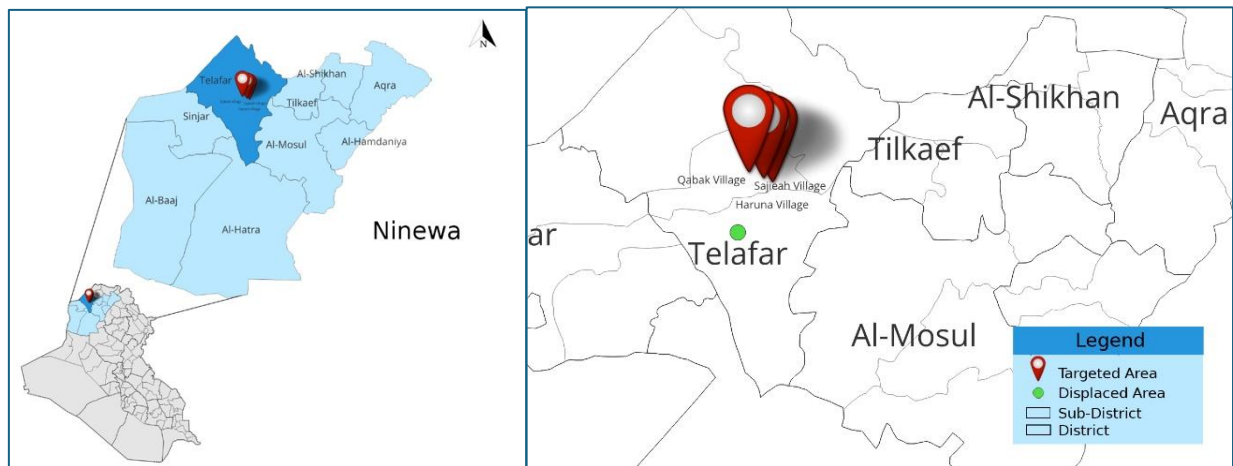 N
Al-Shikhan
Telafar
Aqra
Tilkaef
Sinjar
Al-Mosul
Al-Hamdaniya
Al-Baaj
Al-Hatra
Ninewa
Al-Shikhan
Aqra
Tilkaef
Qabak Village
Sajleah Village
Haruna Village
ar
Telafar
Al-Mosul
Legend
Targeted Area
Displaced Area
Sub-District
District